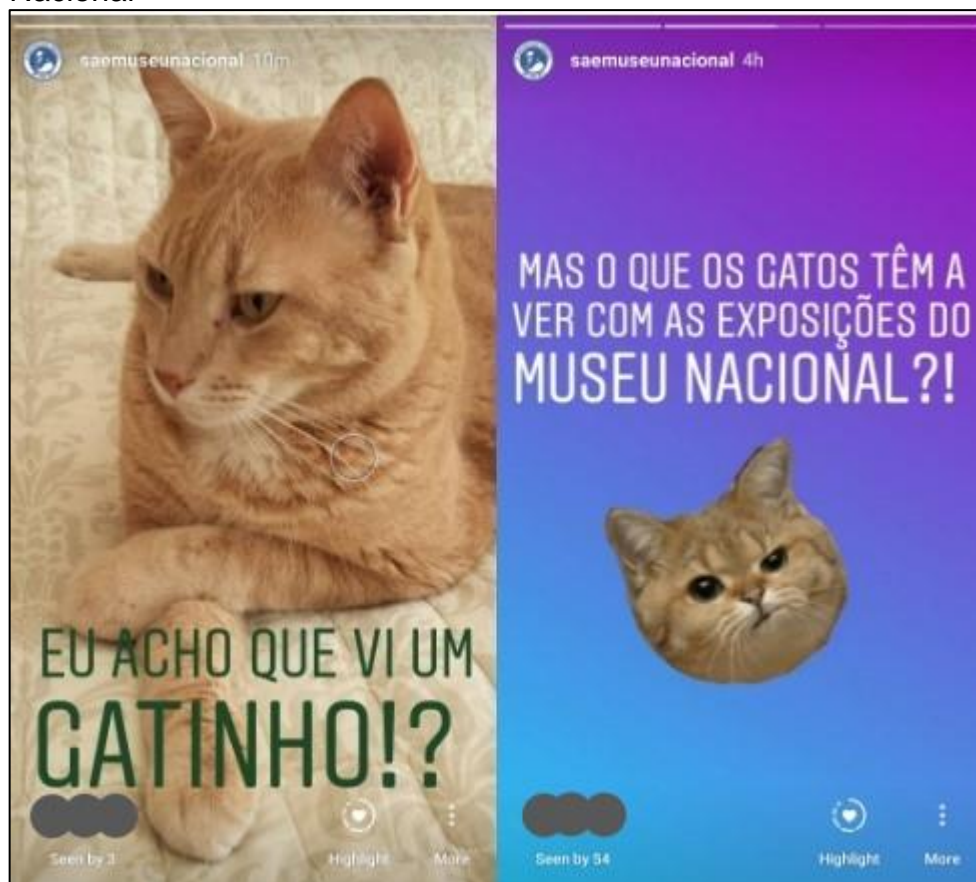 Nacional
saemuseunacional 10m
EU ACHO QUE VI UM
GATINHO!?
Seen by 3
Highlight
More
saemuseunacional 4h
MAS O QUE OS GATOS TÊM A
VER COM AS EXPOSIÇÕES DO
MUSEU NACIONAL?!
Seen by 54
Highlight
More